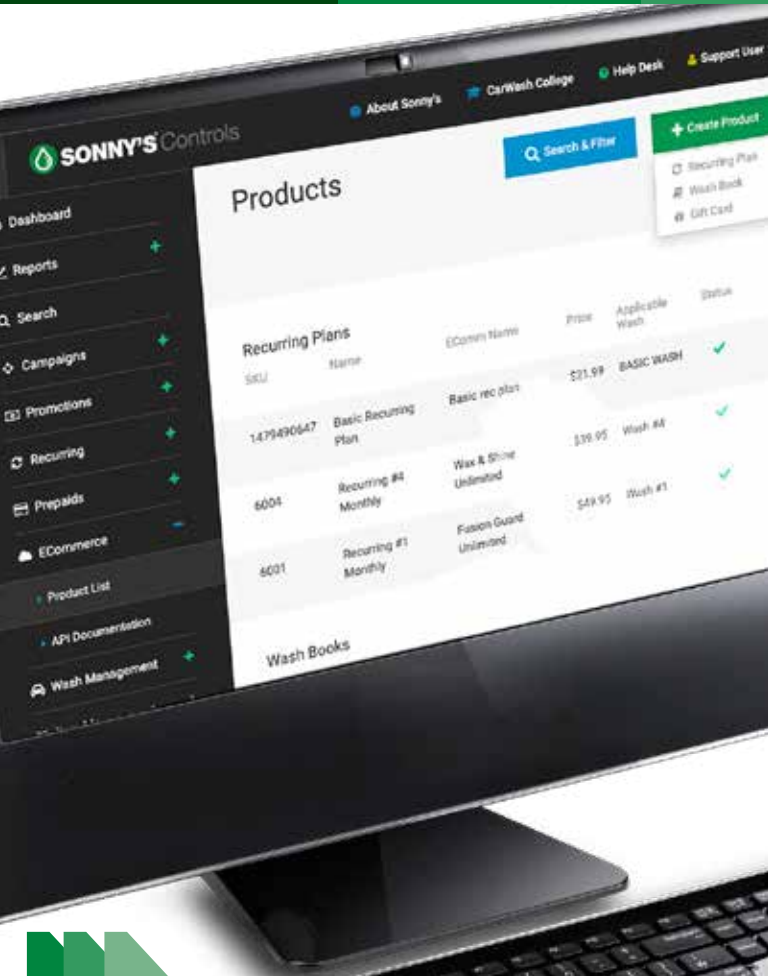 About Sonny's CarWash College Help Desk Support User
SONNY'S Controls
Dashboard
Reports
Search
Campaigns
Promotions
Recurring
Prepaids
ECommerce
Product List
API Documentation
Wash Management
Products
Search & Filter
Create Product
Recurring Plan
Wash Book
Gift Card
Recurring Plans
SKU Name EComm Name Price Applicable Status
Wash
1479490647 Basic Recurring Basic rec plan $21.99 BASIC WASH
Plan
6004 Recurring #4 Wax & Shine $39.95 Wash #4
Monthly Unlimited
6001 Recurring #1 Fusion Guard $49.95 Wash #1
Monthly Unlimited
Wash Books